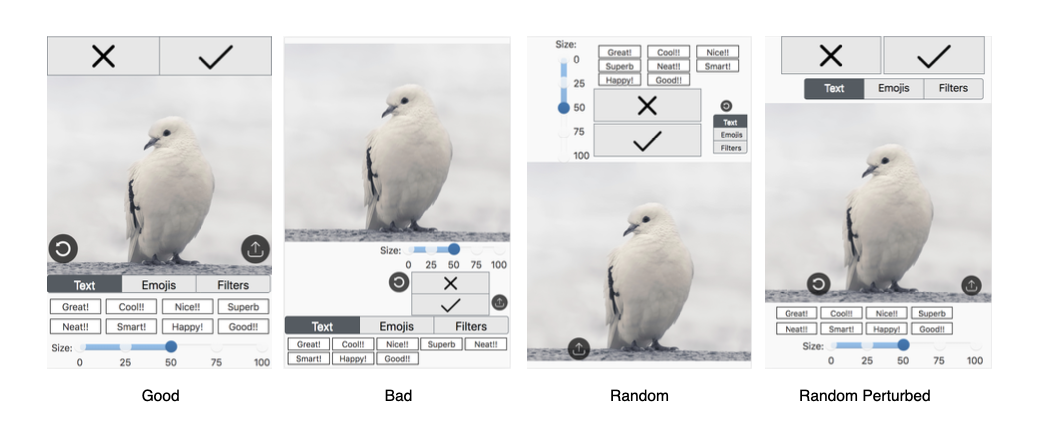 Text Emojis Filters
Great! Cool!! Nice!! Superb
Neat!! Smart! Happy! Good!!
Size:
0 25 50 75 100
Good
Size:
0 25 50 75 100
Text Emojis Filters
Great! Cool!! Nice!! Superb Neat!!
Smart! Happy! Good!!
Bad
Size:
0
25
50
75
100
Great! Cool!! Nice!!
Superb Neat!! Smart!
Happy! Good!!
Text
Emojis
Filters
Random
Text Emojis Filters
Great! Cool!! Nice!! Superb
Neat!! Smart! Happy! Good!!
Size:
0 25 50 75 100
Random Perturbed